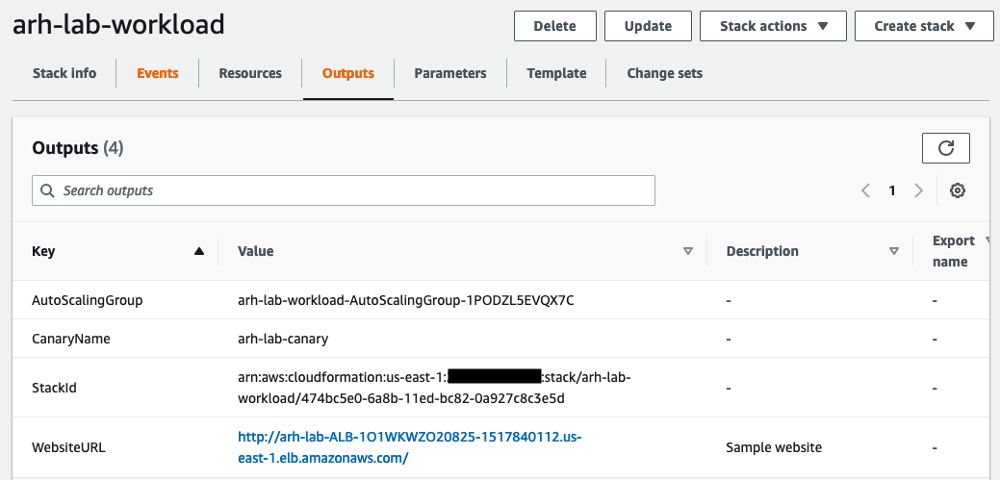 arh-lab-workload
Delete
Update
Stack actions
Create stack
Stack info
Events
Resources
Outputs
Parameters
Template
Change sets
Outputs (4)
Search outputs
1
Key
Value
Description
Export
name
AutoScalingGroup
arh-lab-workload-AutoScalingGroup-1PODZL5EVQX7C
-
-
CanaryName
arh-lab-canary
-
-
StackId
arn:aws:cloudformation:us-east-1:
:stack/arh-lab-
workload/474bc5e0-6a8b-11ed-bc82-0a927c8c3e5d
-
-
WebsiteURL
http://arh-lab-ALB-1O1WKWZO20825-1517840112.us-
east-1.elb.amazonaws.com/
Sample website
-